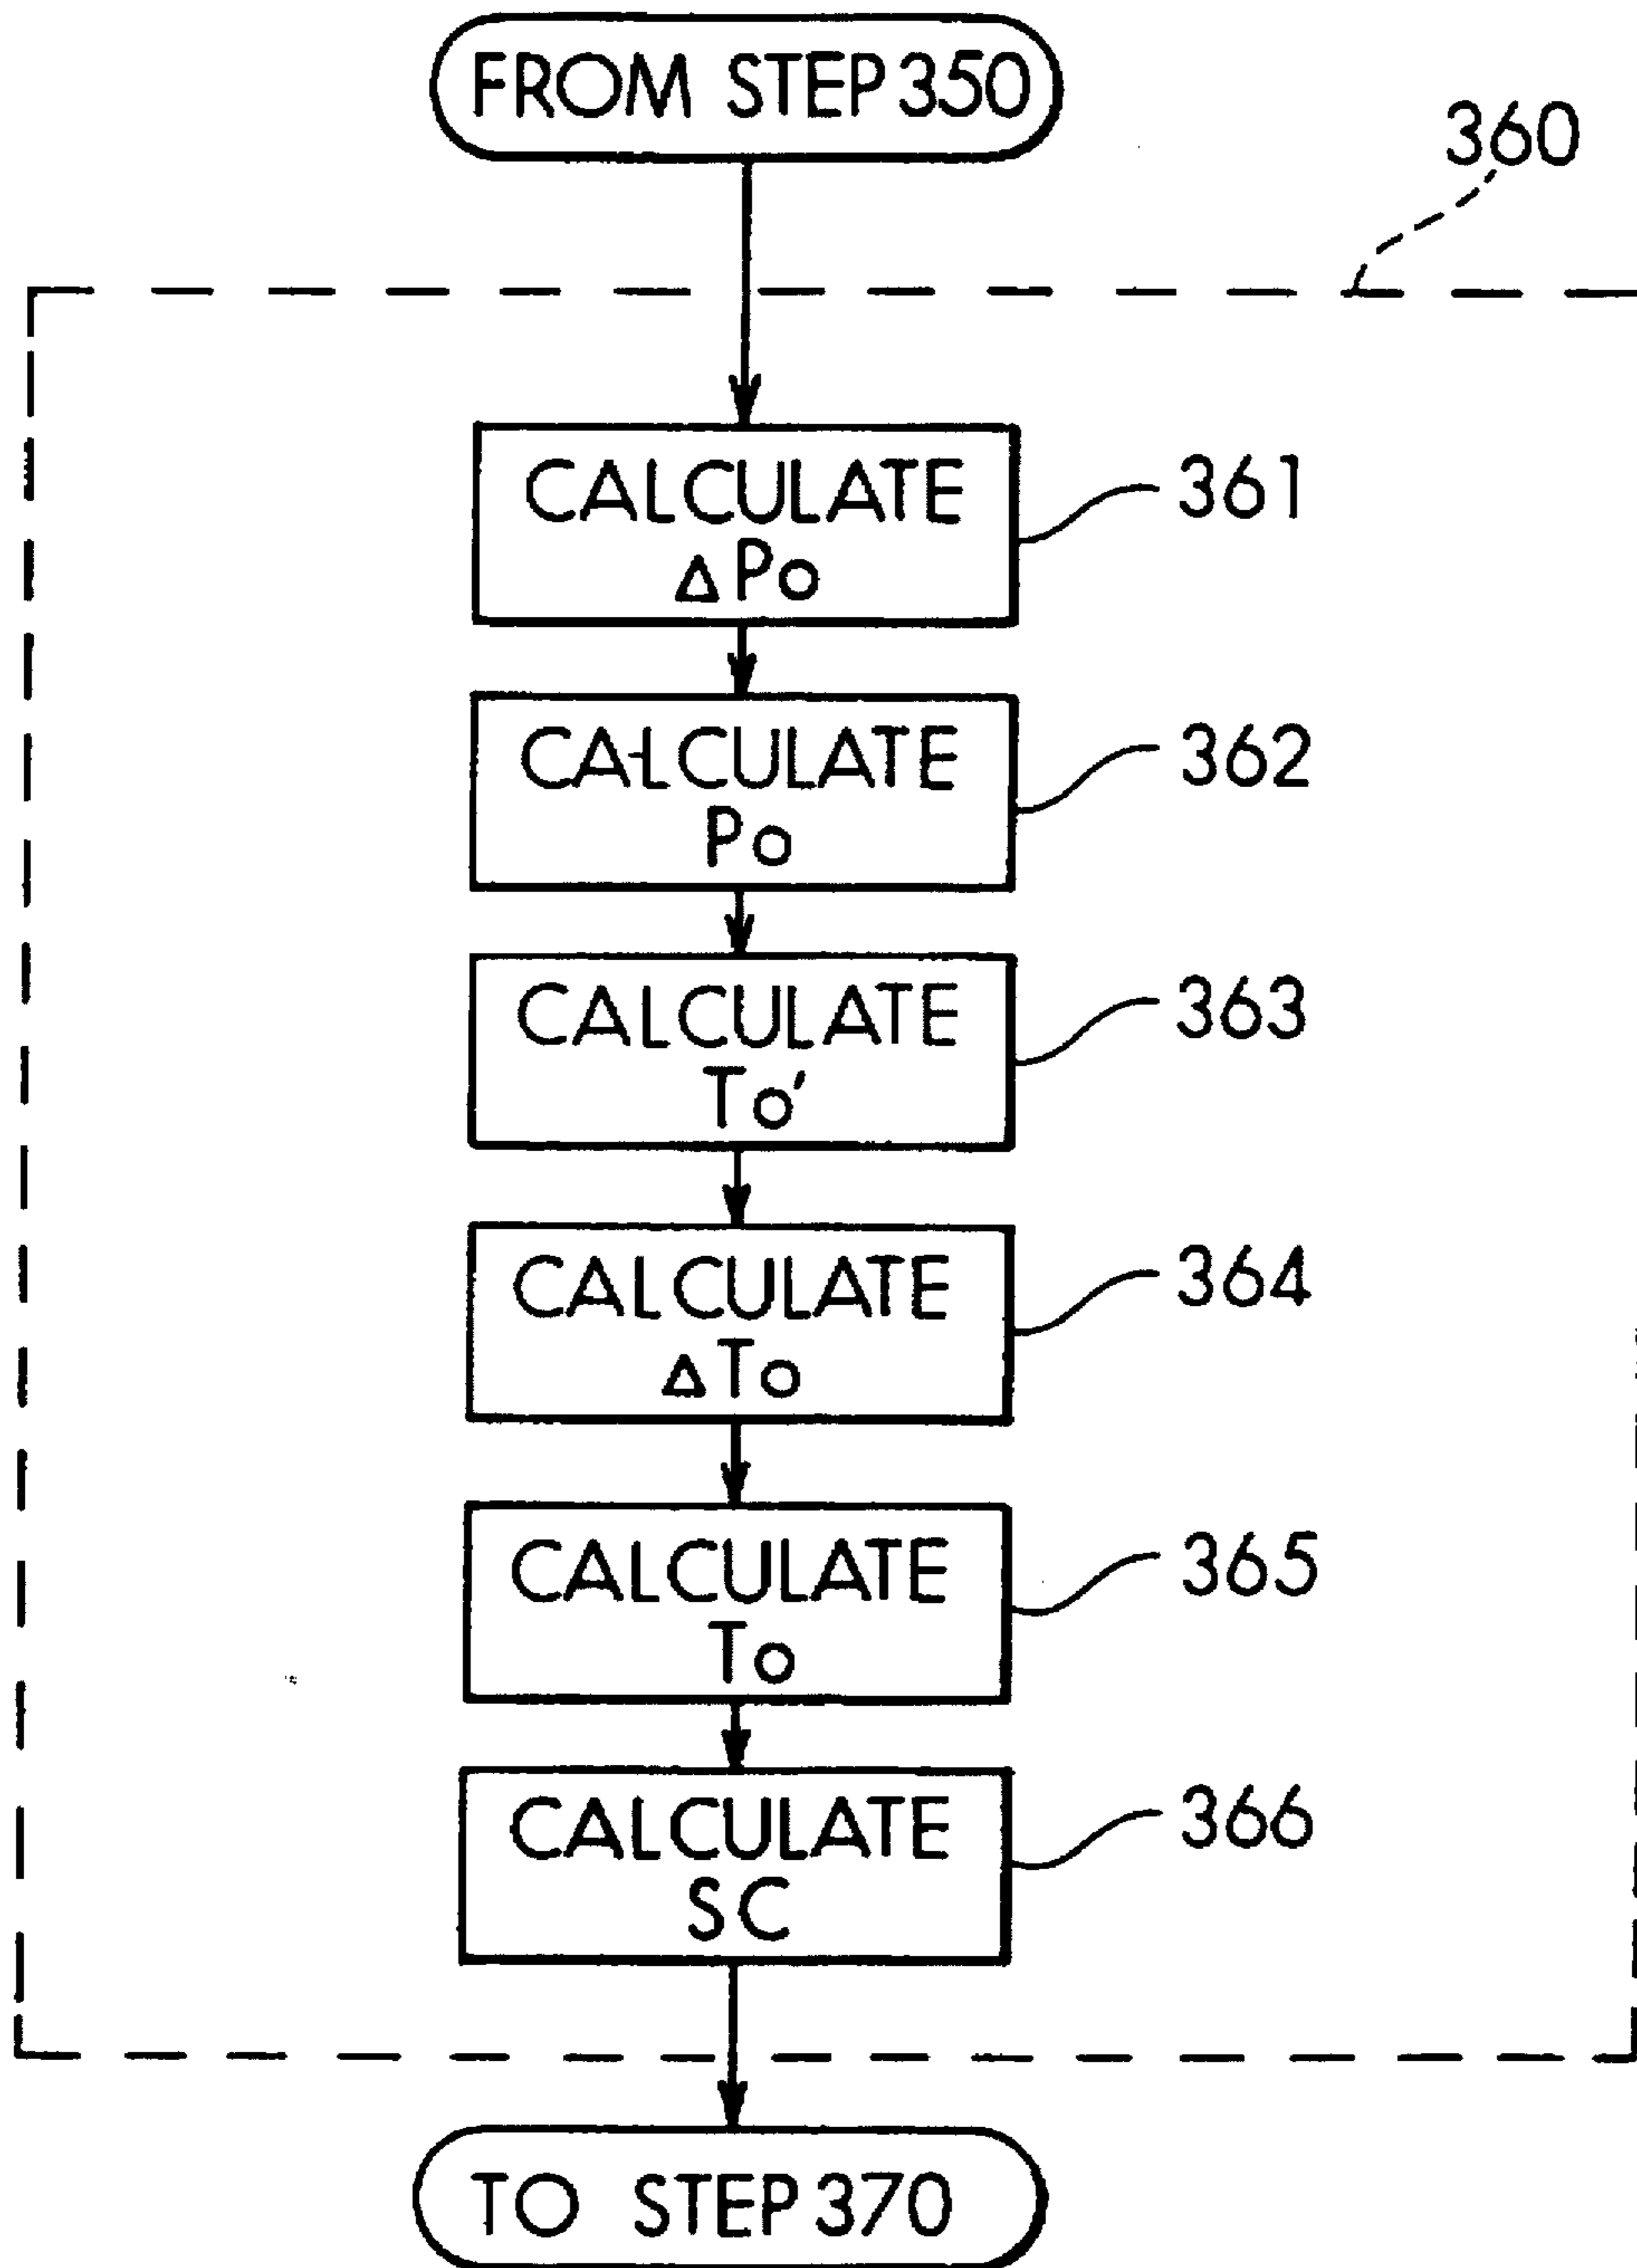 FROM STEP 350
360
CALCULATE
ΔPo
361
CALCULATE
Po
362
CALCULATE
To'
363
CALCULATE
ΔTo
364
CALCULATE
To
365
CALCULATE
SC
366
TO STEP 370